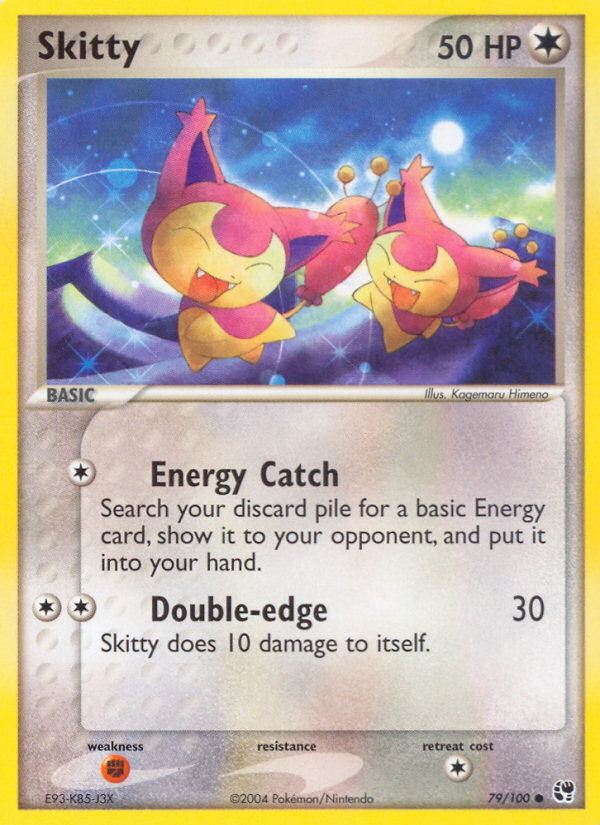 Skitty 50 HP
BASIC
Illus. Kagemaru Himeno
Energy Catch
Search your discard pile for a basic Energy
card, show it to your opponent, and put it
into your hand.
Double-edge 30
Skitty does 10 damage to itself.
weakness resistance retreat cost
E93-K85-J3X ©2004 Pokémon/Nintendo 79/100